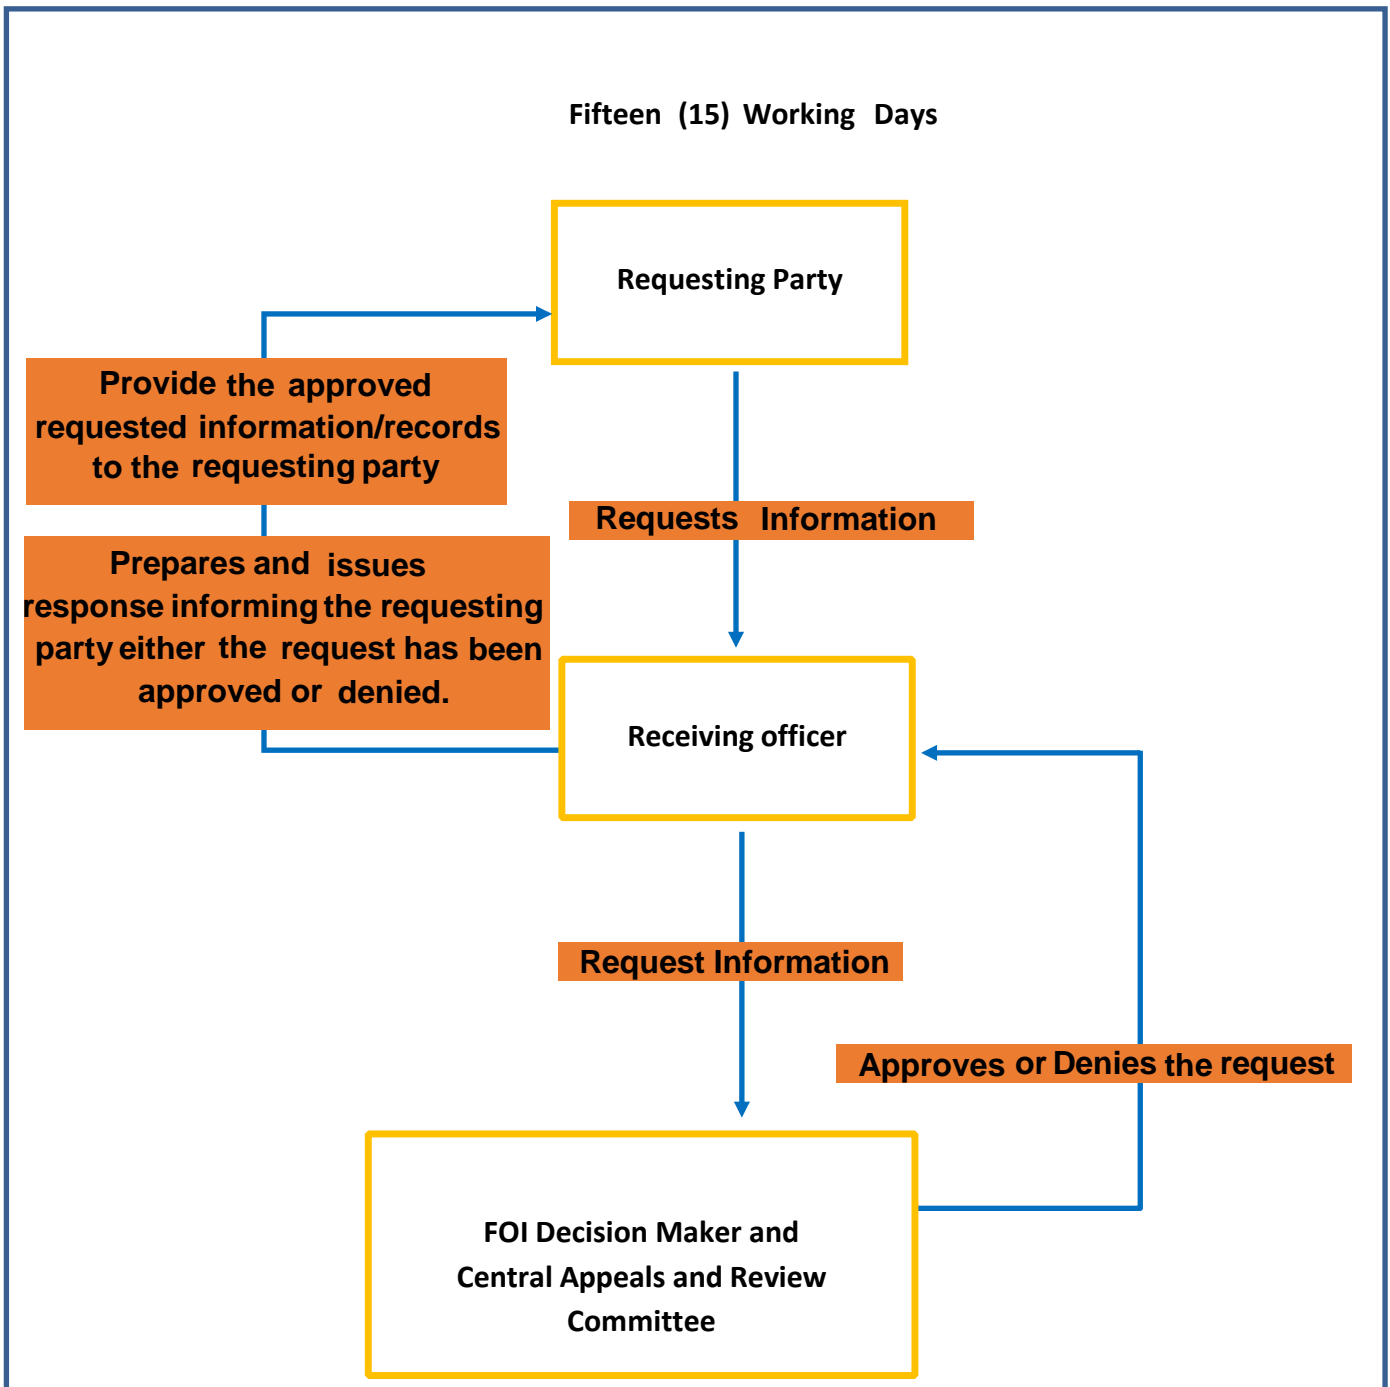 Fifteen (15) Working Days
Requesting Party
Provide the approved
requested information/records
to the requesting party
Requests Information
Prepares and issues
response informing the requesting
party either the request has been
approved or denied.
Receiving officer
Request Information
Approves or Denies the request
FOI Decision Maker and
Central Appeals and Review
Committee